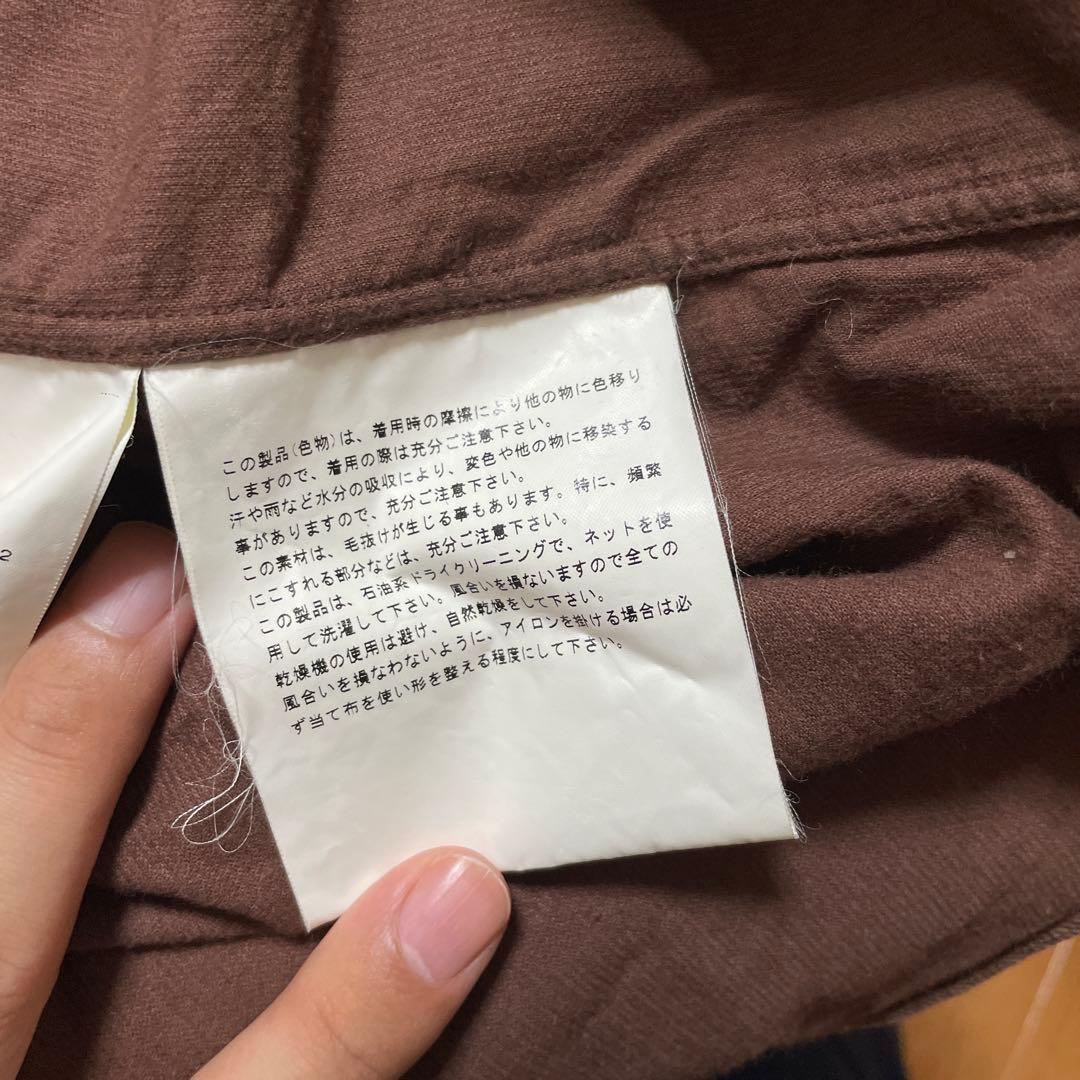 この製品(色物)は、着用時の摩擦により他の物に色移り
しますので、着用の際は充分ご注意下さい。
汗や雨など水分の吸収により、変色や他の物に移染する
事がありますので、充分ご注意下さい。
この素材は、毛抜けが生じる事もあります。特に、頻繁
にこすれる部分などは、充分ご注意下さい。
この製品は、石油系ドライクリーニングで、ネットを使
用して洗濯して下さい。風合いを損ないますので全ての
乾燥機の使用は避け、自然乾燥をして下さい。
風合いを損なわないように、アイロンを掛ける場合は必
ず当て布を使い形を整える程度にして下さい。
2